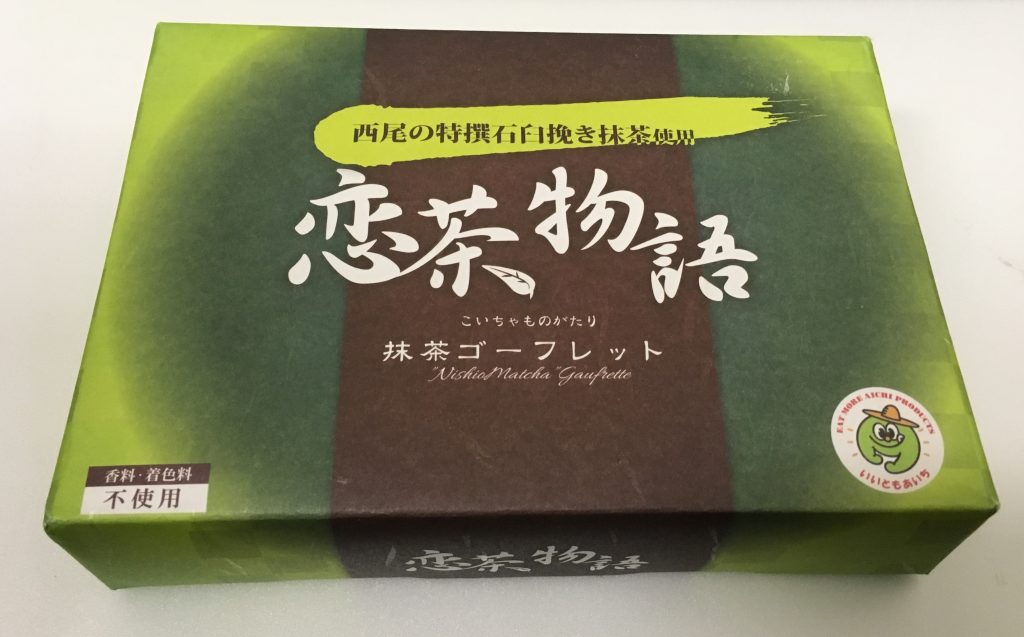 西尾の特撰石臼挽き抹茶使用
恋茶物語
こいちゃものがたり
抹茶ゴーフレット
"Nishio Matcha" Gaufrette
EAT MORE AICHI PRODUCTS
いいともあいち
香料・着色料
不使用
恋茶物語